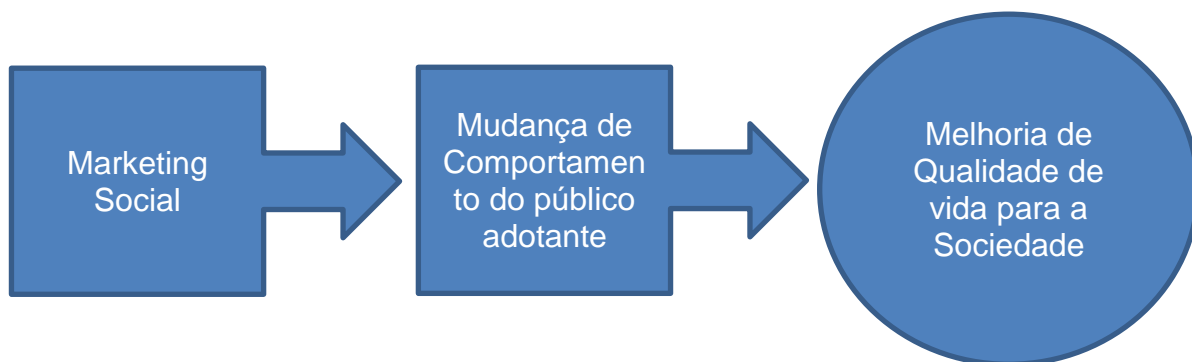 Marketing
Social
Mudança de
Comportamen
to do público
adotante
Melhoria de
Qualidade de
vida para a
Sociedade